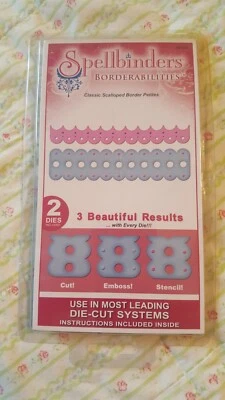 Spellbinders
BORDERABILITIES
Classic Scalloped Border Petites
2
DIES
3 Beautiful Results
... with Every Die!!!
Cut!
Emboss!
Stencil!
USE IN MOST LEADING
DIE-CUT SYSTEMS
INSTRUCTIONS INCLUDED INSIDE